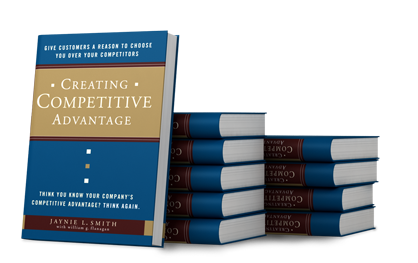 GIVE CUSTOMERS A REASON TO CHOOSE
YOU OVER YOUR COMPETITORS
• CREATING •
COMPETITIVE
ADVANTAGE
THINK YOU KNOW YOUR COMPANY'S
COMPETITIVE ADVANTAGE? THINK AGAIN.
JAYNIE L. SMITH
with william g. flanagan